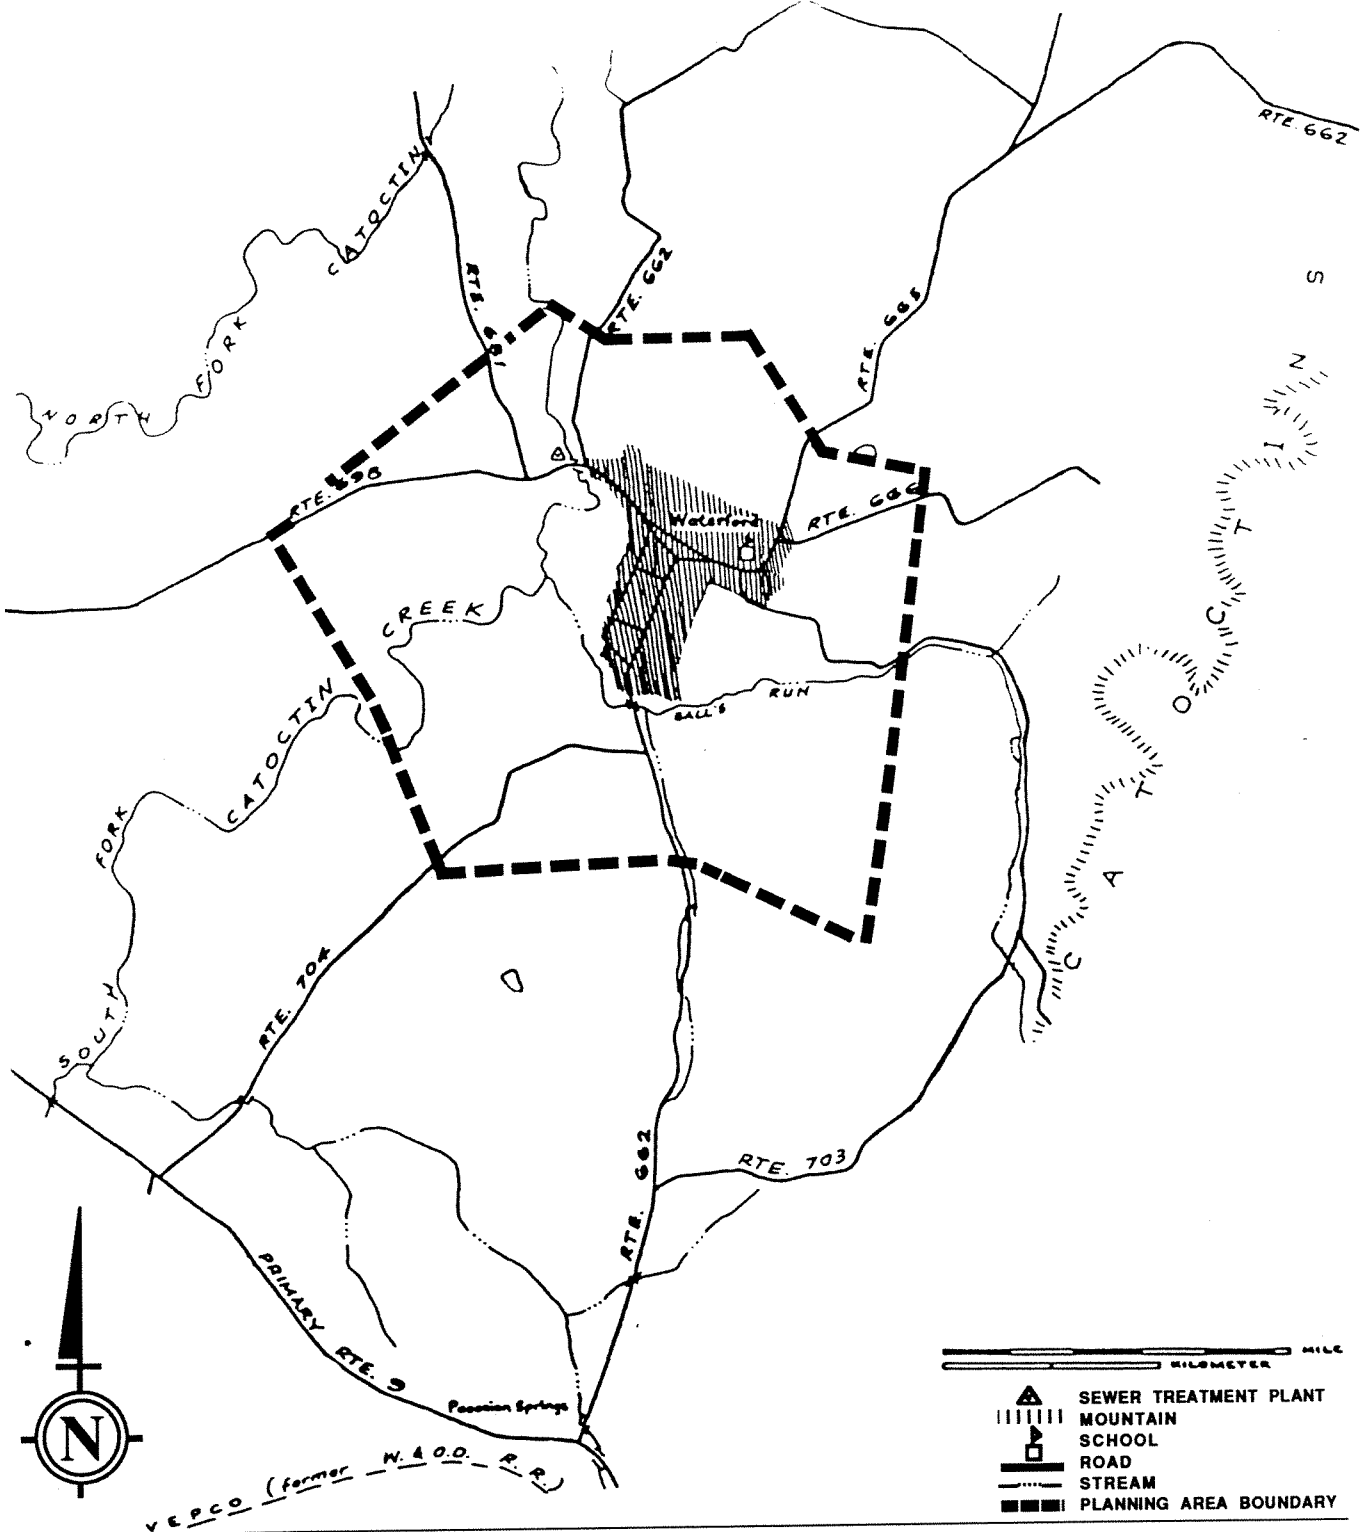 RTE. 662
NORTH FORK CATOCTIN
RTE. 681
RTE. 662
RTE. 665
RTE. 698
RTE. 666
Waterford
CATOCTIN CREEK
BALL'S RUN
CATOCTINS
SOUTH FORK
RTE. 704
RTE. 662
RTE. 703
PRIMARY RTE. 9
Paeonian Springs
VEPCO (former W. & O.D. R.R.)
N
MILE
KILOMETER
SEWER TREATMENT PLANT
MOUNTAIN
SCHOOL
ROAD
STREAM
PLANNING AREA BOUNDARY